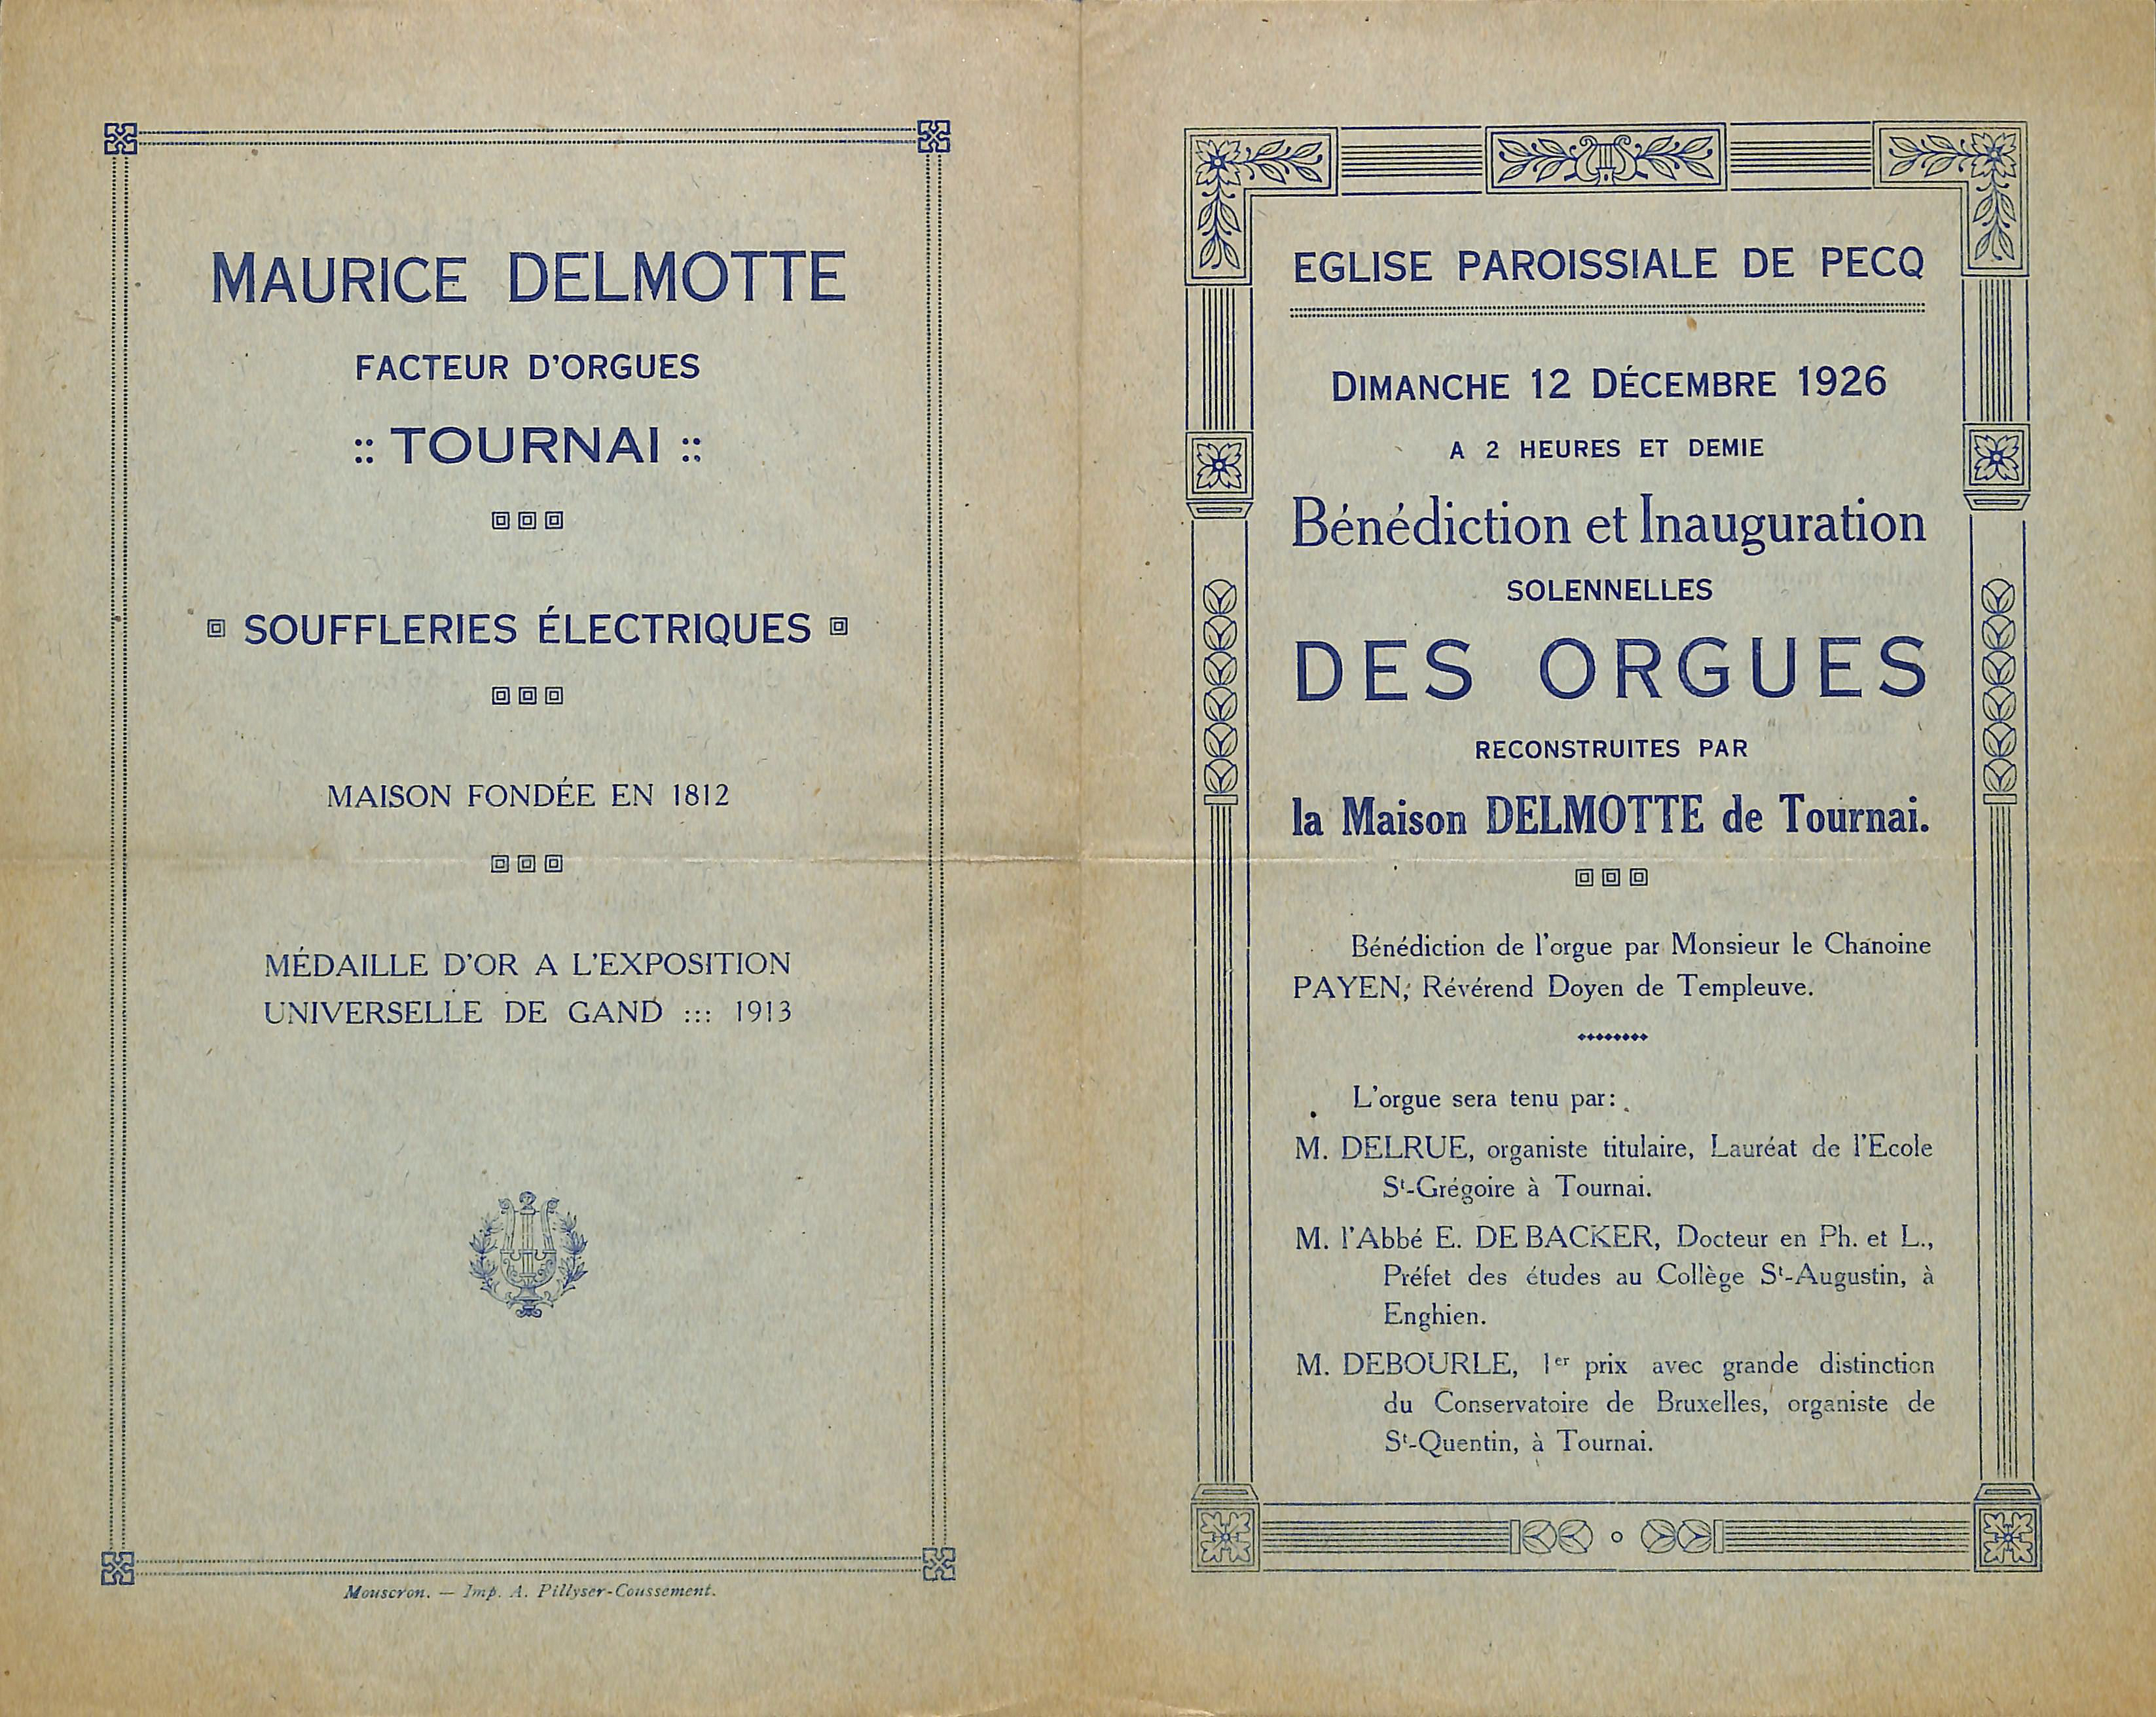 MAURICE DELMOTTE
FACTEUR D'ORGUES
:: TOURNAI ::
SOUFFLERIES ÉLECTRIQUES
MAISON FONDÉE EN 1812
MÉDAILLE D'OR A L'EXPOSITION
UNIVERSELLE DE GAND ::: 1913
Mouscron. — Imp. A. Pillyser-Coussement.
EGLISE PAROISSIALE DE PECQ
DIMANCHE 12 DÉCEMBRE 1926
A 2 HEURES ET DEMIE
Bénédiction et Inauguration
SOLENNELLES
DES ORGUES
RECONSTRUITES PAR
la Maison DELMOTTE de Tournai.
Bénédiction de l'orgue par Monsieur le Chanoine
PAYEN, Révérend Doyen de Templeuve.
L'orgue sera tenu par:
M. DELRUE, organiste titulaire, Lauréat de l'Ecole
St-Grégoire à Tournai.
M. l'Abbé E. DE BACKER, Docteur en Ph. et L.,
Préfet des études au Collège St-Augustin, à
Enghien.
M. DEBOURLE, 1er prix avec grande distinction
du Conservatoire de Bruxelles, organiste de
St-Quentin, à Tournai.